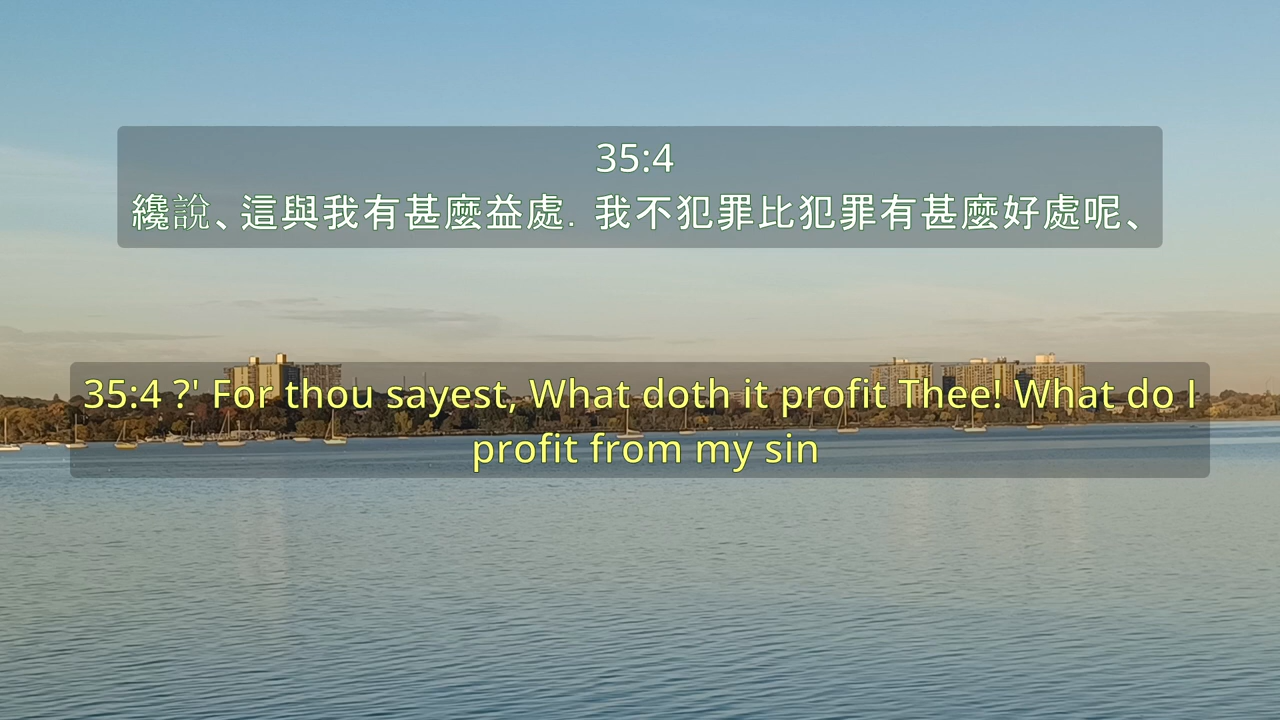 35:4
纔說、這與我有甚麼益處. 我不犯罪比犯罪有甚麼好處呢、
35:4 ?' For thou sayest, What doth it profit Thee! What do I
profit from my sin